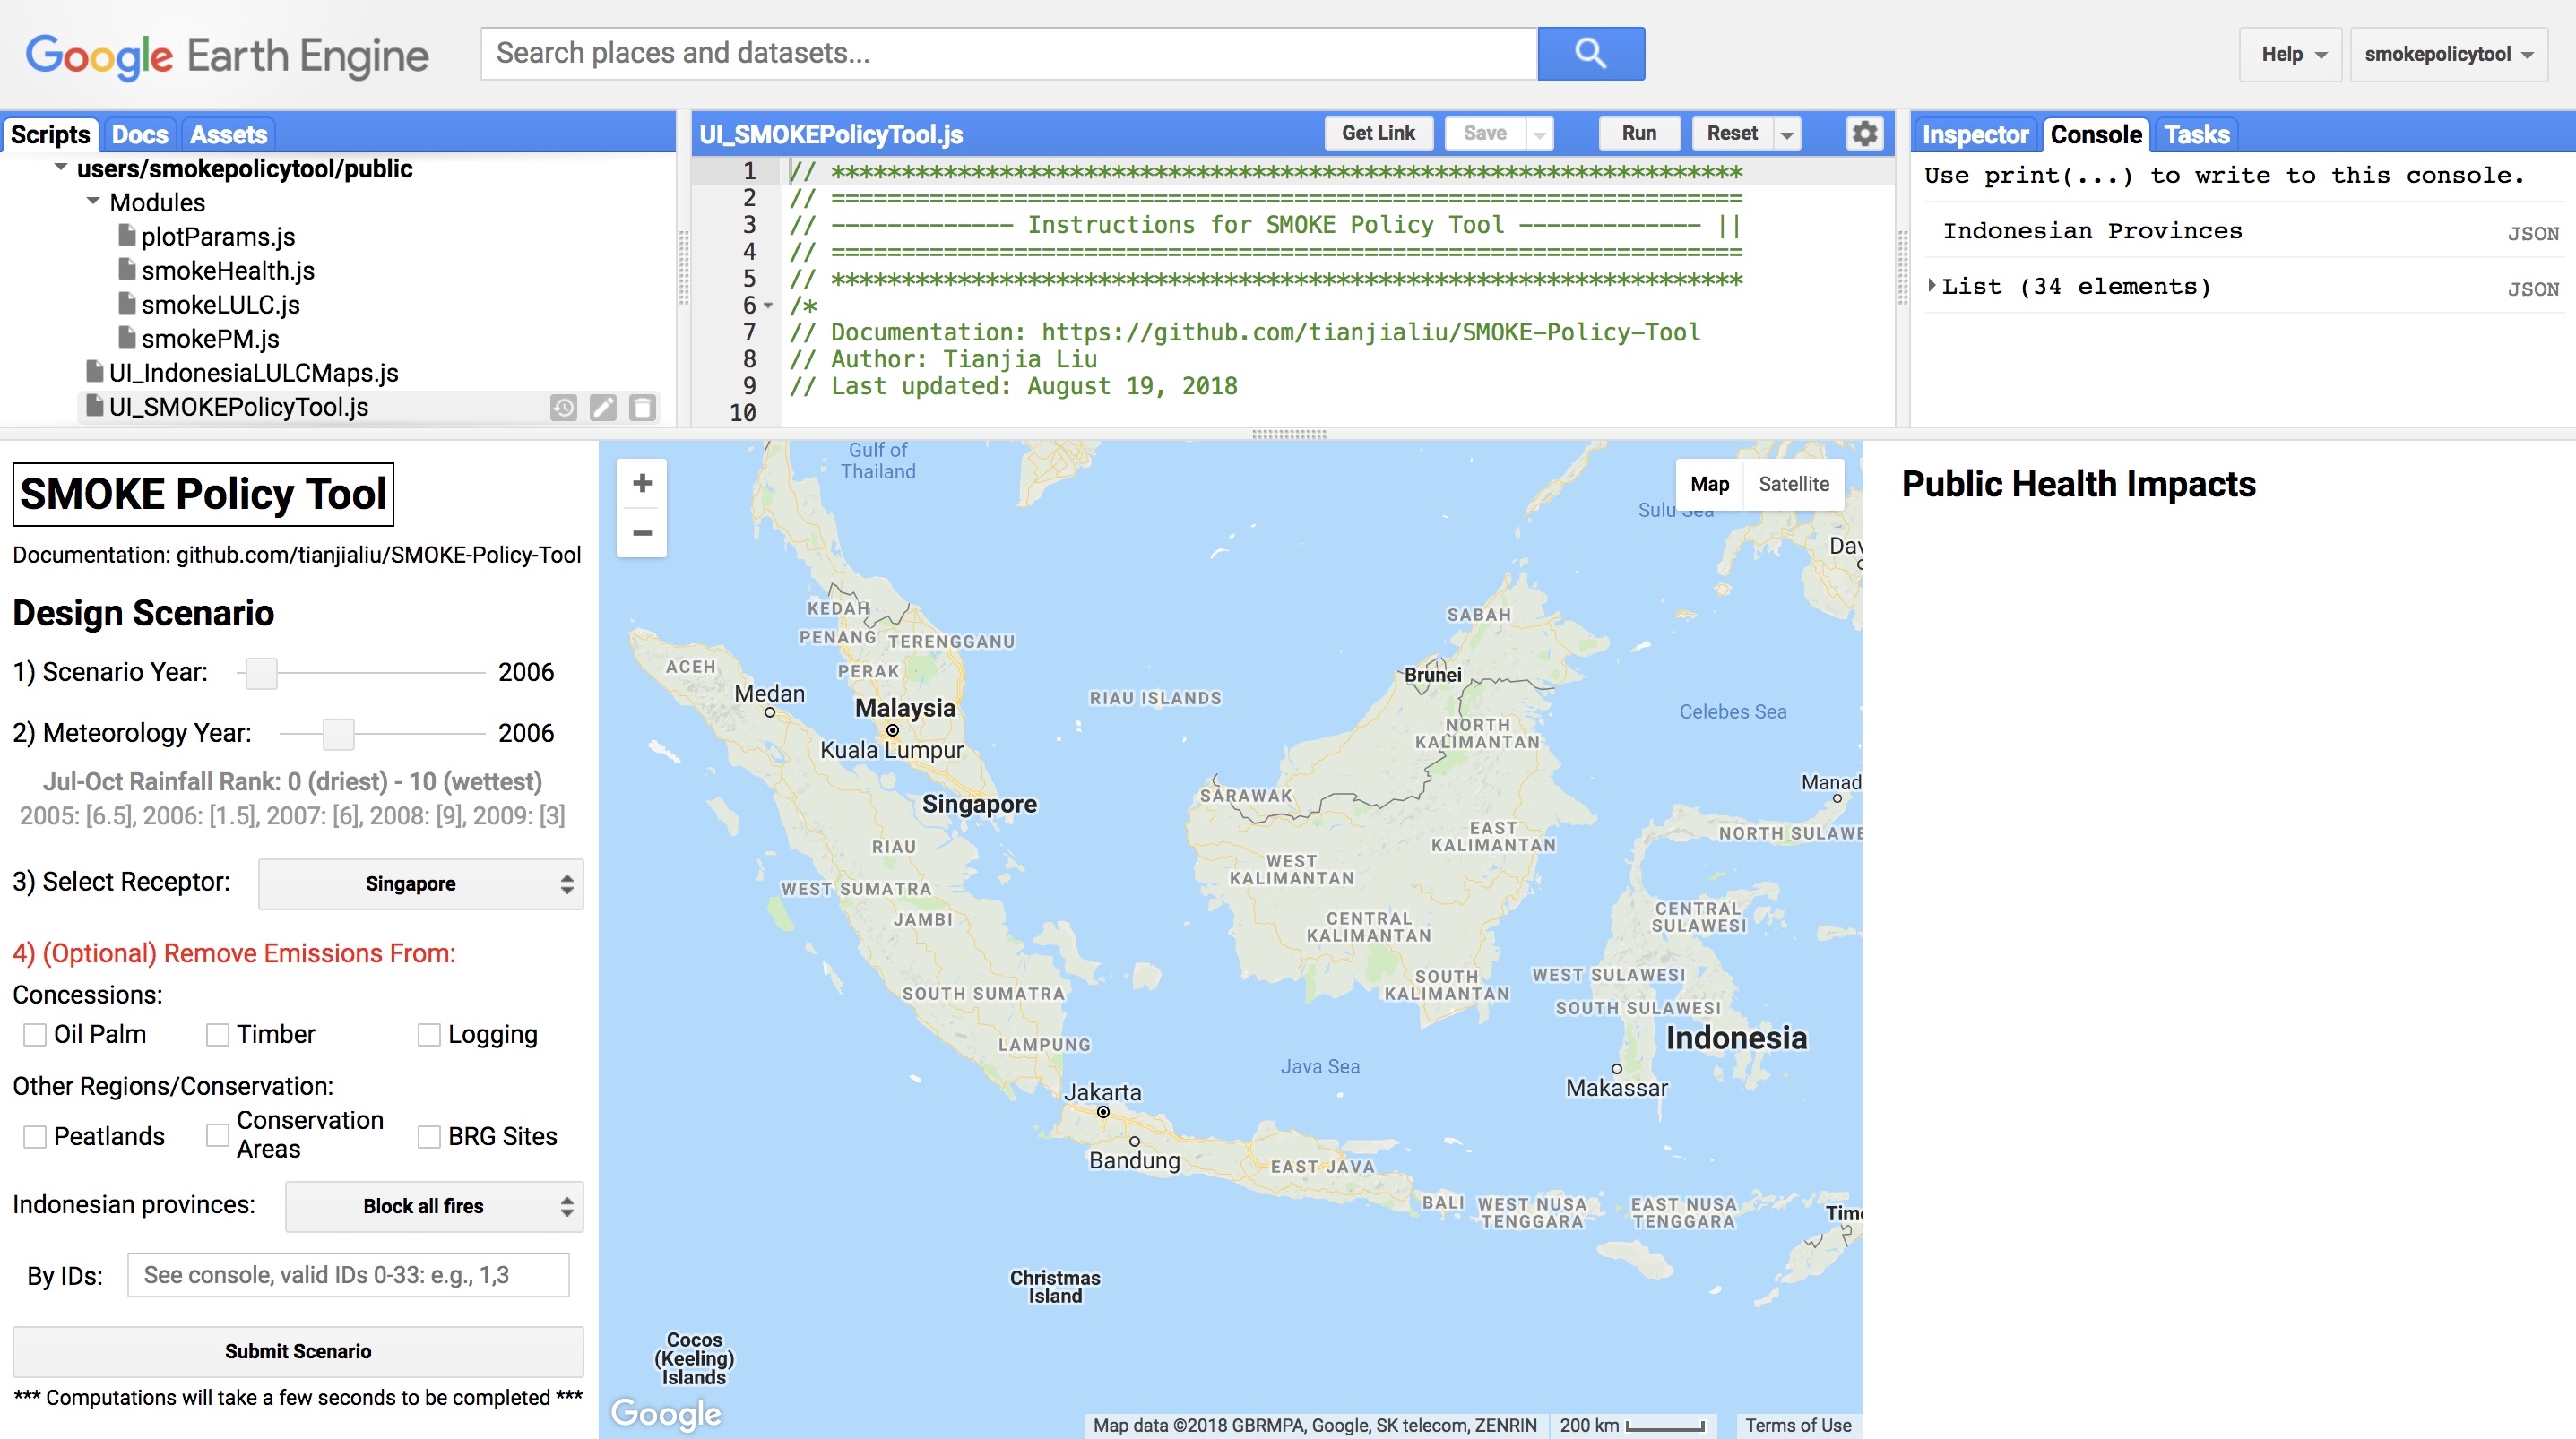 Google Earth Engine
Search places and datasets...
Help
smokepolicytool
Scripts
Docs
Assets
users/smokepolicytool/public
Modules
plotParams.js
smokeHealth.js
smokeLULC.js
smokePM.js
UI_IndonesiaLULCMaps.js
UI_SMOKEPolicyTool.js
UI_SMOKEPolicyTool.js
Get Link
Save
Run
Reset
1 // *****************************************************************
2 // =================================================================
3 // ------------- Instructions for SMOKE Policy Tool ------------- ||
4 // =================================================================
5 // *****************************************************************
6 /*
7 // Documentation: https://github.com/tianjialiu/SMOKE-Policy-Tool
8 // Author: Tianjia Liu
9 // Last updated: August 19, 2018
10
Inspector
Console
Tasks
Use print(...) to write to this console.
Indonesian Provinces JSON
List (34 elements) JSON
SMOKE Policy Tool
Documentation: github.com/tianjialiu/SMOKE-Policy-Tool
Design Scenario
1) Scenario Year: 2006
2) Meteorology Year: 2006
Jul-Oct Rainfall Rank: 0 (driest) - 10 (wettest)
2005: [6.5], 2006: [1.5], 2007: [6], 2008: [9], 2009: [3]
3) Select Receptor: Singapore
4) (Optional) Remove Emissions From:
Concessions:
Oil Palm Timber Logging
Other Regions/Conservation:
Peatlands
Conservation
Areas
BRG Sites
Indonesian provinces: Block all fires
By IDs: See console, valid IDs 0-33: e.g., 1,3
Submit Scenario
*** Computations will take a few seconds to be completed ***
+
−
Map Satellite
Gulf of
Thailand
Sulu Sea
Dav
KEDAH
PENANG
TERENGGANU
PERAK
ACEH
Medan
Malaysia
Kuala Lumpur
RIAU ISLANDS
Singapore
SABAH
Brunei
Celebes Sea
NORTH
KALIMANTAN
Manad
SARAWAK
NORTH SULAWE
EAST
KALIMANTAN
RIAU
WEST
KALIMANTAN
WEST SUMATRA
JAMBI
CENTRAL
KALIMANTAN
CENTRAL
SULAWESI
SOUTH
KALIMANTAN
WEST SULAWESI
SOUTH SUMATRA
SOUTH SULAWESI
Indonesia
LAMPUNG
Java Sea
Makassar
Jakarta
Bandung
EAST JAVA
BALI
WEST NUSA
TENGGARA
EAST NUSA
TENGGARA
Timo
Christmas
Island
Cocos
(Keeling)
Islands
Google
Map data ©2018 GBRMPA, Google, SK telecom, ZENRIN
200 km
Terms of Use
Public Health Impacts